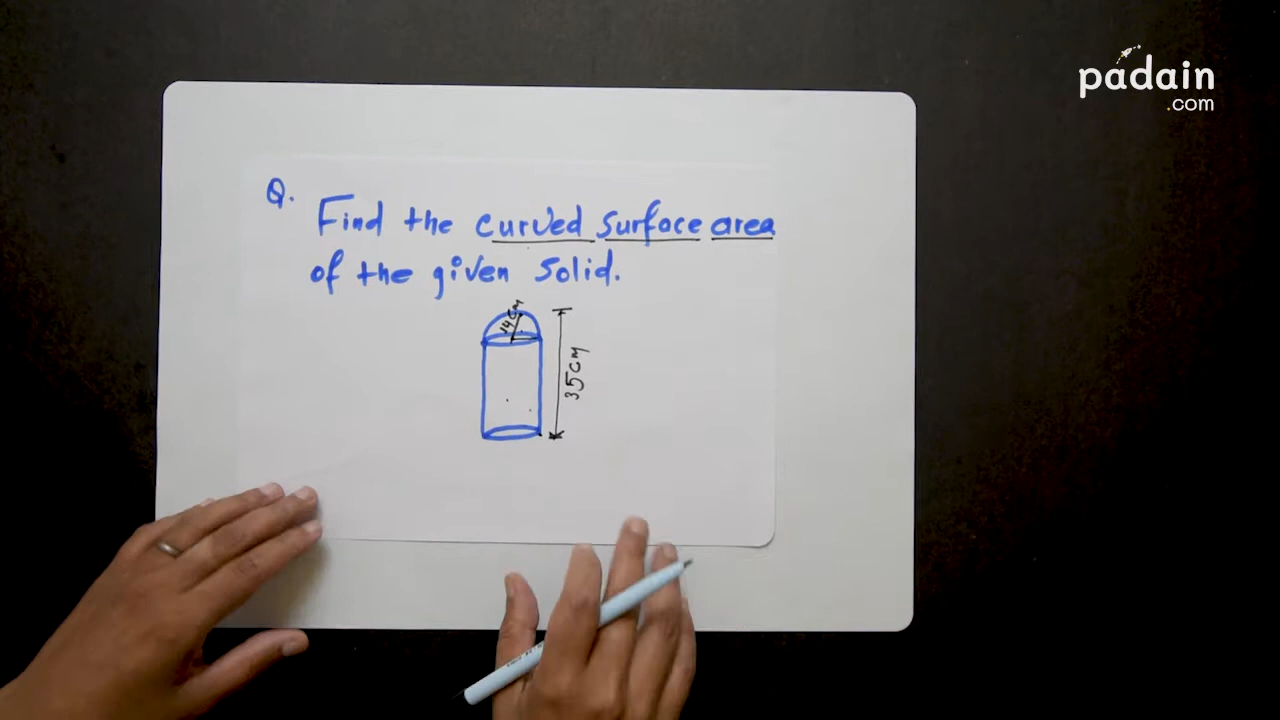 padain
.com
Q.
Find the curved surface area
of the given solid.
14cm
35cm